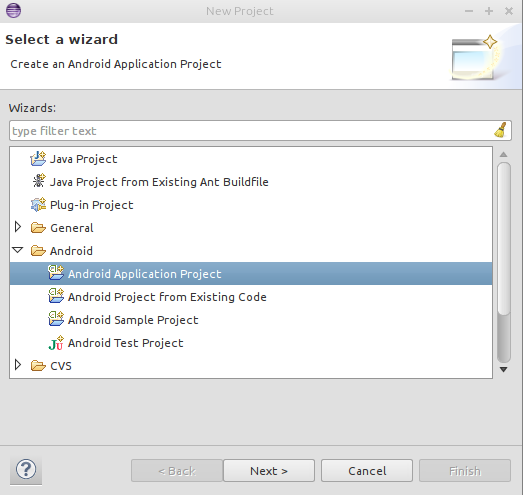 New Project
Select a wizard
Create an Android Application Project
Wizards:
type filter text
Java Project
Java Project from Existing Ant Buildfile
Plug-in Project
General
Android
Android Application Project
Android Project from Existing Code
Android Sample Project
Android Test Project
CVS
? < Back Next > Cancel Finish